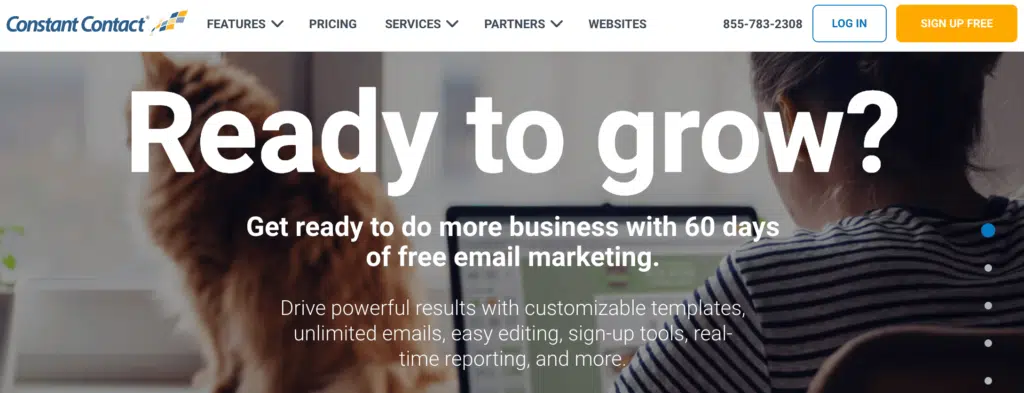 Constant Contact
FEATURES
PRICING
SERVICES
PARTNERS
WEBSITES
855-783-2308
LOG IN
SIGN UP FREE
Ready to grow?
Get ready to do more business with 60 days
of free email marketing.
Drive powerful results with customizable templates,
unlimited emails, easy editing, sign-up tools, real-
time reporting, and more.